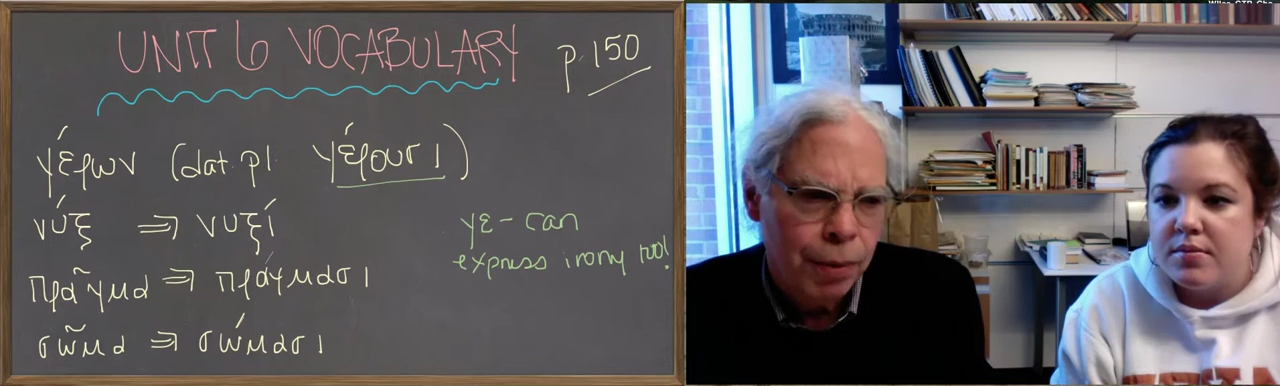 UNIT 6 VOCABULARY
p. 150
γέρων (dat. pl γέρουσι)
νύξ ⇒ νυξί
πρᾶγμα ⇒ πράγμασι
σῶμα ⇒ σώμασι
γε - can
express irony too!